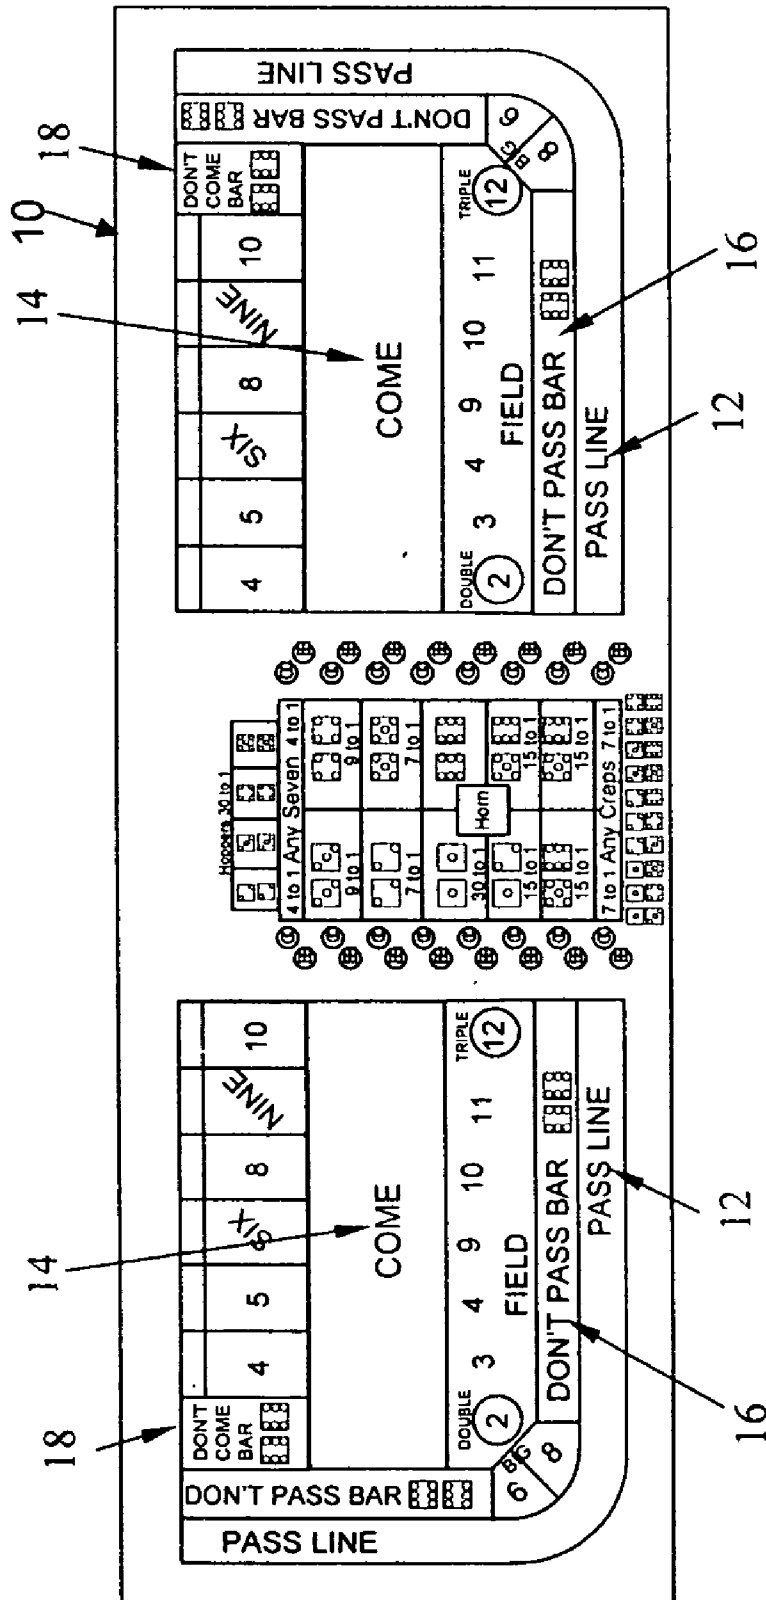 18
14
14
10
18
PASS LINE
DON'T PASS BAR
DON'T
COME
BAR
4
5
SIX
8
NINE
10
COME
DOUBLE
2
3
4
9
10
11
TRIPLE
12
FIELD
6
BIG
8
DON'T PASS BAR
PASS LINE
16
12
Hoppers 30 to 1
4 to 1 Any Seven 4 to 1
9 to 1
9 to 1
7 to 1
7 to 1
30 to 1
Horn
15 to 1
15 to 1
15 to 1
15 to 1
7 to 1 Any Creps 7 to 1
4
5
SIX
8
NINE
10
DON'T
COME
BAR
DON'T PASS BAR
PASS LINE
COME
DOUBLE
2
3
4
9
10
11
TRIPLE
12
FIELD
BIG
6
8
DON'T PASS BAR
PASS LINE
12
16